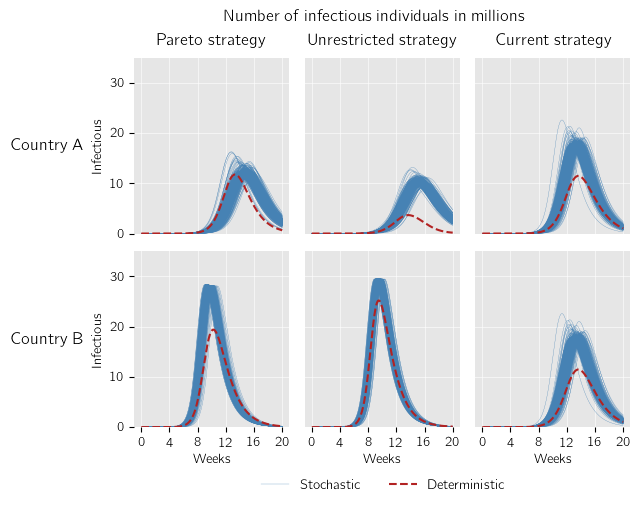 Number of infectious individuals in millions
Pareto strategy Unrestricted strategy Current strategy
Country A
Infectious
30
20
10
0
Country B
Infectious
30
20
10
0
0 4 8 12 16 20 0 4 8 12 16 20 0 4 8 12 16 20
Weeks Weeks Weeks
Stochastic Deterministic